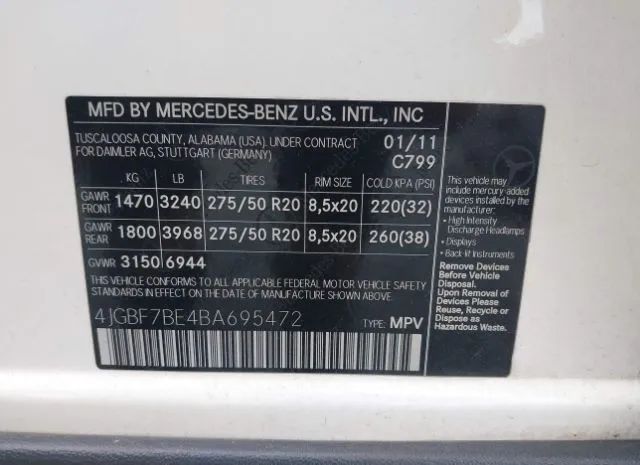 MFD BY MERCEDES-BENZ U.S. INTL., INC
TUSCALOOSA COUNTY, ALABAMA (USA). UNDER CONTRACT
FOR DAIMLER AG, STUTTGART (GERMANY)
01/11
C799
KG LB TIRES RIM SIZE COLD KPA (PSI)
GAWR FRONT 1470 3240 275/50 R20 8,5x20 220(32)
GAWR REAR 1800 3968 275/50 R20 8,5x20 260(38)
GVWR 3150 6944
THIS VEHICLE CONFORMS TO ALL APPLICABLE FEDERAL MOTOR VEHICLE
SAFETY STANDARDS IN EFFECT ON THE DATE OF MANUFACTURE SHOWN ABOVE.
4JGBF7BE4BA695472
TYPE: MPV
This vehicle may
include mercury-added
devices installed by
the manufacturer:
• High Intensity
Discharge Headlamps
• Displays
• Back lit Instruments
Remove Devices
Before Vehicle
Disposal.
Upon Removal of
Devices Please
Reuse, Recycle
or Dispose as
Hazardous Waste.